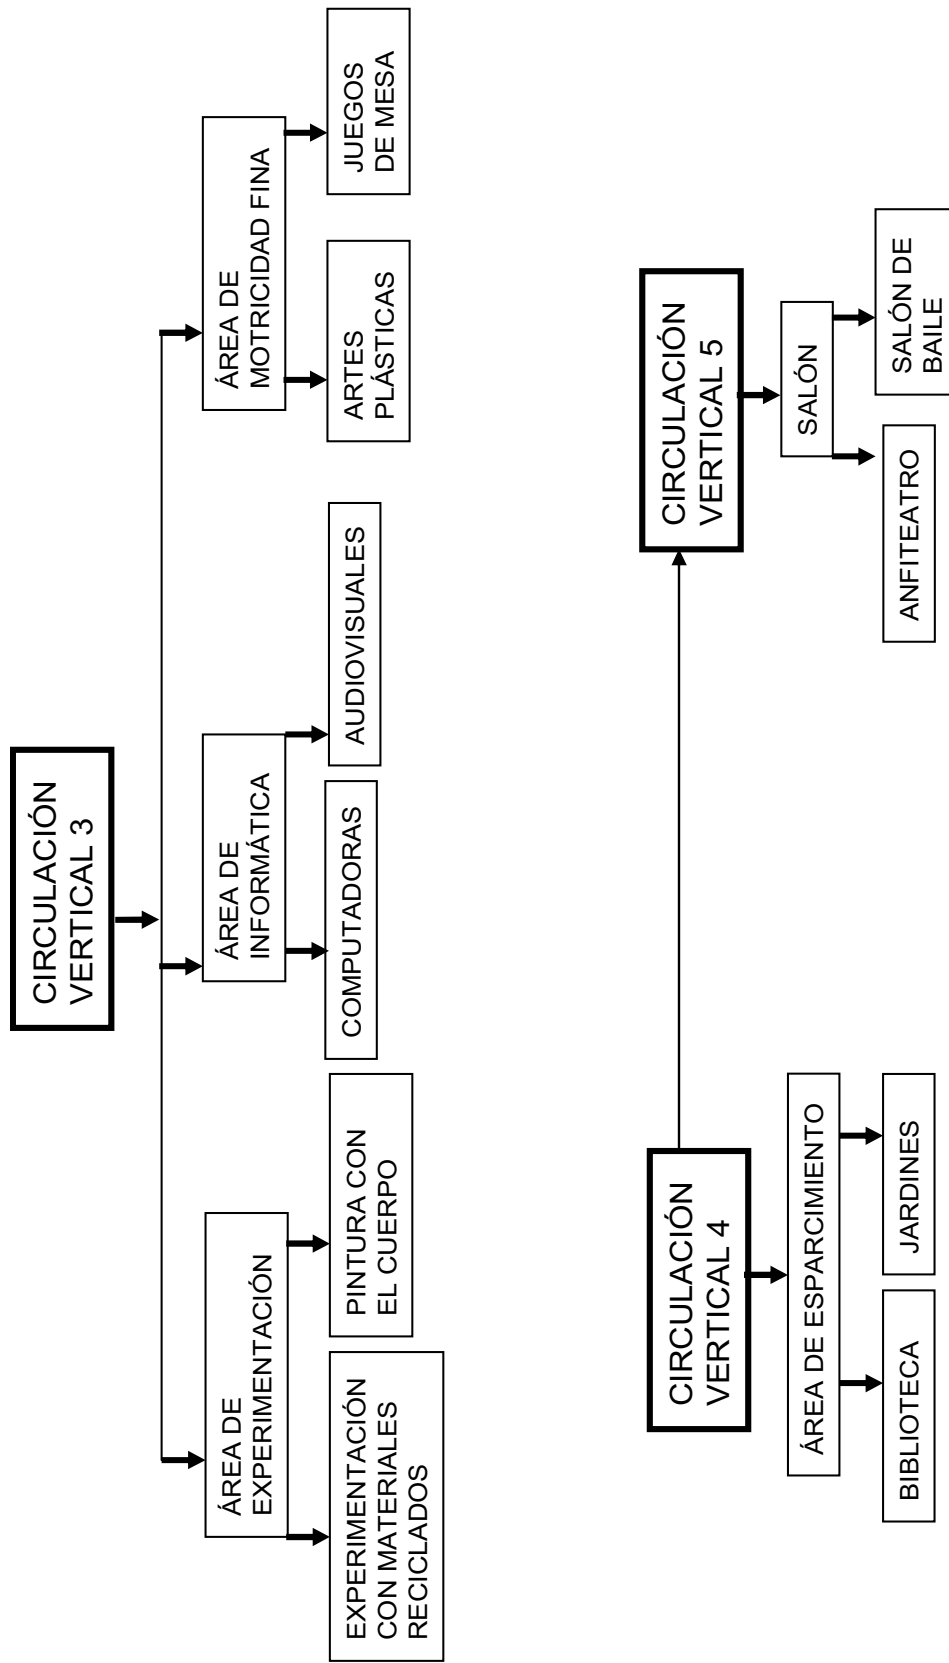 CIRCULACIÓN
VERTICAL 3
ÁREA DE
EXPERIMENTACIÓN
ÁREA DE
INFORMÁTICA
ÁREA DE
MOTRICIDAD FINA
EXPERIMENTACIÓN
CON MATERIALES
RECICLADOS
PINTURA CON
EL CUERPO
COMPUTADORAS
AUDIOVISUALES
ARTES
PLÁSTICAS
JUEGOS
DE MESA
CIRCULACIÓN
VERTICAL 4
CIRCULACIÓN
VERTICAL 5
ÁREA DE ESPARCIMIENTO
SALÓN
BIBLIOTECA
JARDINES
ANFITEATRO
SALÓN DE
BAILE